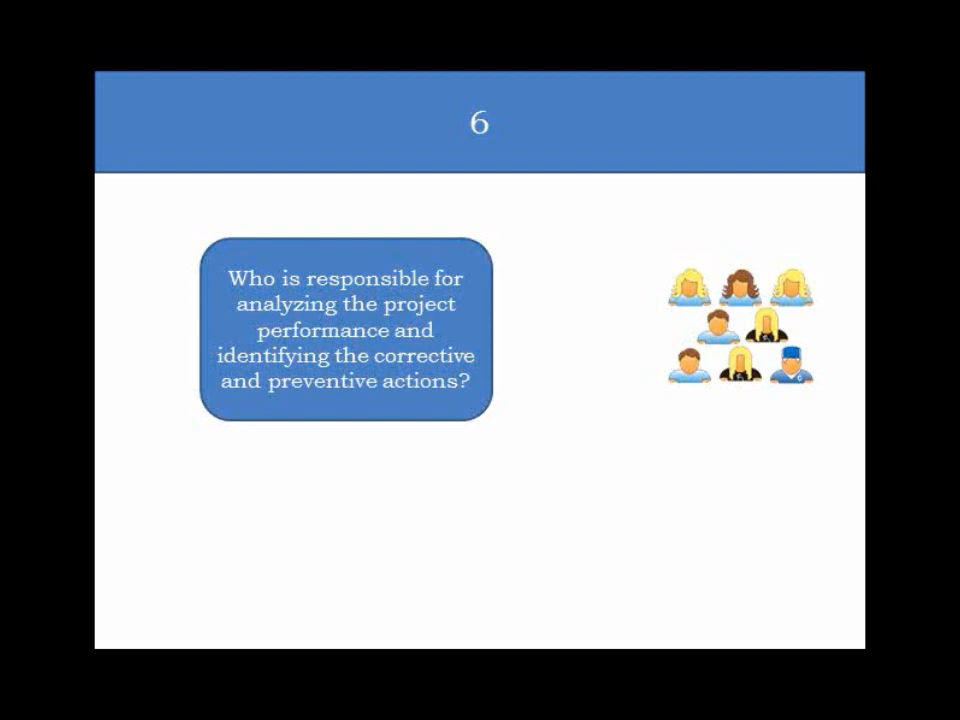 6
Who is responsible for
analyzing the project
performance and
identifying the corrective
and preventive actions?